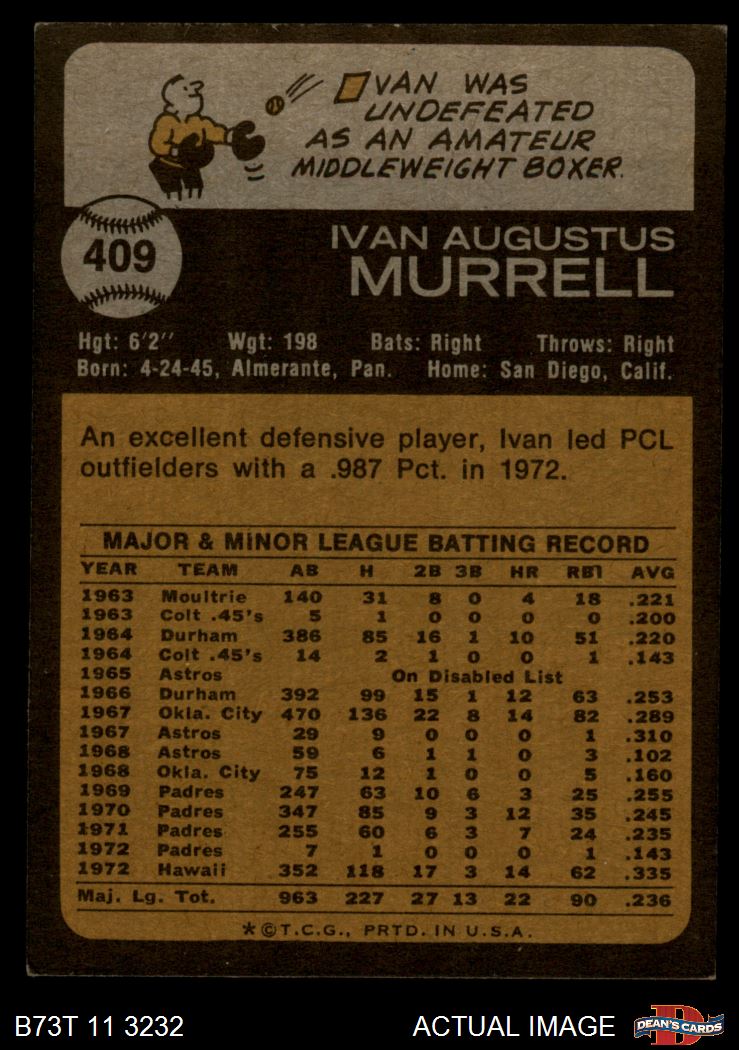 IVAN WAS
UNDEFEATED
AS AN AMATEUR
MIDDLEWEIGHT BOXER.
409
IVAN AUGUSTUS
MURRELL
Hgt: 6'2" Wgt: 198 Bats: Right Throws: Right
Born: 4-24-45, Almerante, Pan. Home: San Diego, Calif.
An excellent defensive player, Ivan led PCL
outfielders with a .987 Pct. in 1972.
MAJOR & MINOR LEAGUE BATTING RECORD
YEAR TEAM AB H 2B 3B HR RBI AVG
1963 Moultrie 140 31 8 0 4 18 .221
1963 Colt .45's 5 1 0 0 0 0 .200
1964 Durham 386 85 16 1 10 51 .220
1964 Colt .45's 14 2 1 0 0 1 .143
1965 Astros On Disabled List
1966 Durham 392 99 15 1 12 63 .253
1967 Okla. City 470 136 22 8 14 82 .289
1967 Astros 29 9 0 0 0 1 .310
1968 Astros 59 6 1 1 0 3 .102
1968 Okla. City 75 12 1 0 0 5 .160
1969 Padres 247 63 10 6 3 25 .255
1970 Padres 347 85 9 3 12 35 .245
1971 Padres 255 60 6 3 7 24 .235
1972 Padres 7 1 0 0 0 1 .143
1972 Hawaii 352 118 17 3 14 62 .335
Maj. Lg. Tot. 963 227 27 13 22 90 .236
*©T.C.G., PRTD. IN U.S.A.
B73T 11 3232 ACTUAL IMAGE
D
DEAN'S CARDS